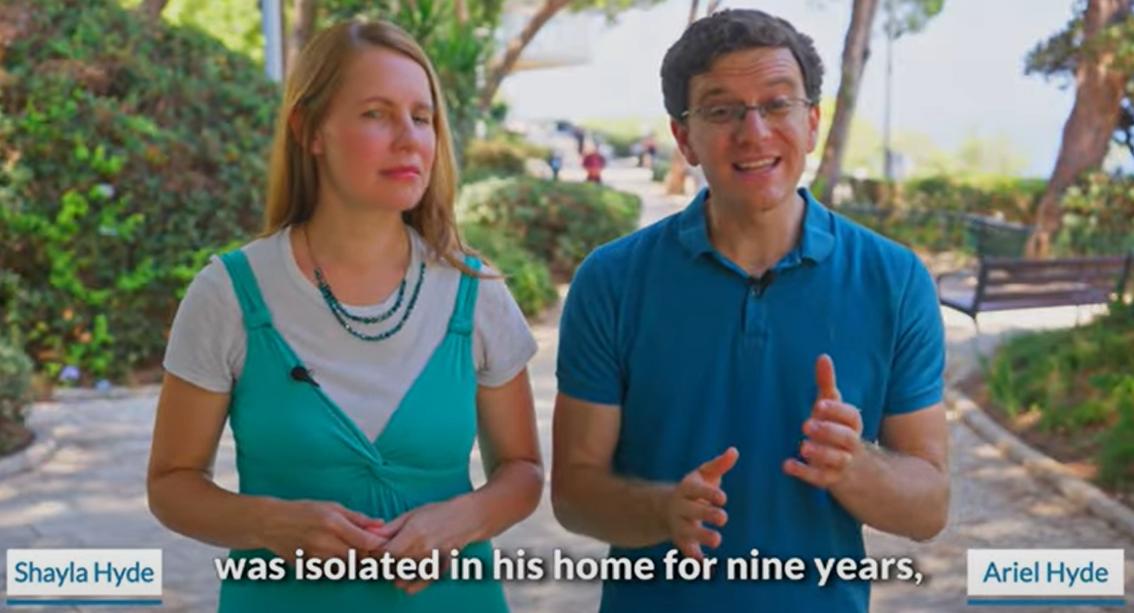 was isolated in his home for nine years,
Shayla Hyde
Ariel Hyde